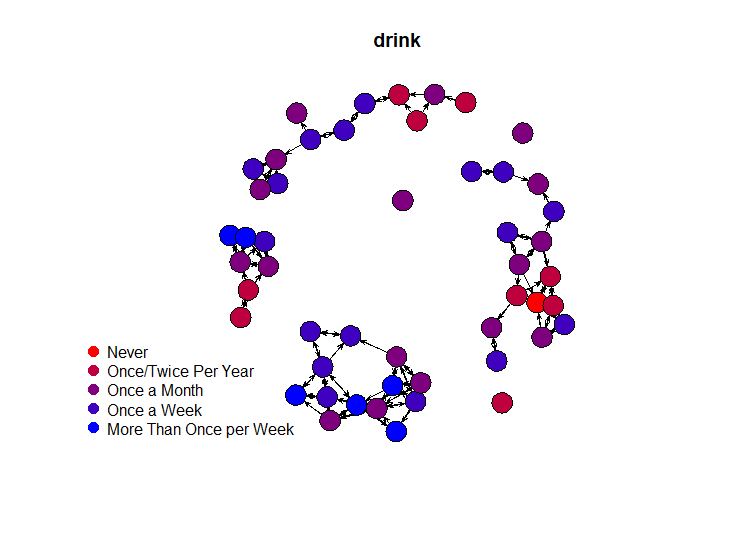 drink
Never
Once/Twice Per Year
Once a Month
Once a Week
More Than Once per Week